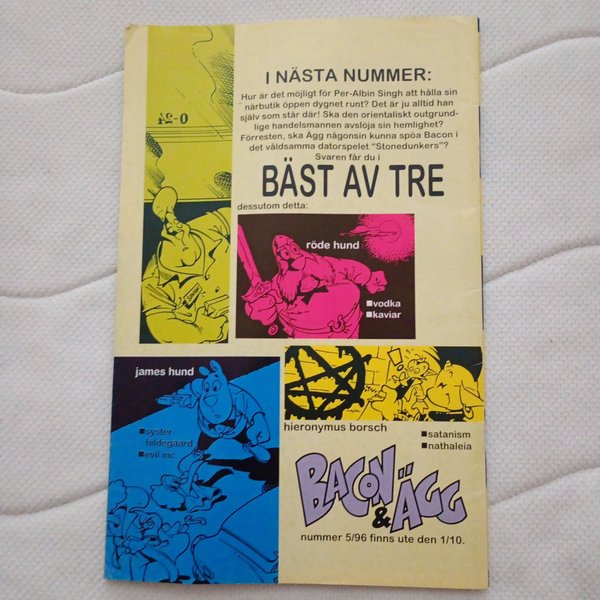 I NÄSTA NUMMER:
Hur är det möjligt för Per-Albin Singh att hålla sin
närbutik öppen dygnet runt? Det är ju alltid han
själv som står där! Ska den orientaliskt outgrund-
lige handelsmannen avslöja sin hemlighet?
Förresten, ska Ägg någonsin kunna spöa Bacon i
det våldsamma datorspelet "Stonedunkers"?
Svaren får du i
BÄST AV TRE
dessutom detta:
röde hund
vodka
kaviar
james hund
syster
hildegaard
evil inc.
hieronymus borsch
satanism
nathaleia
BACON
& ÄGG
nummer 5/96 finns ute den 1/10.